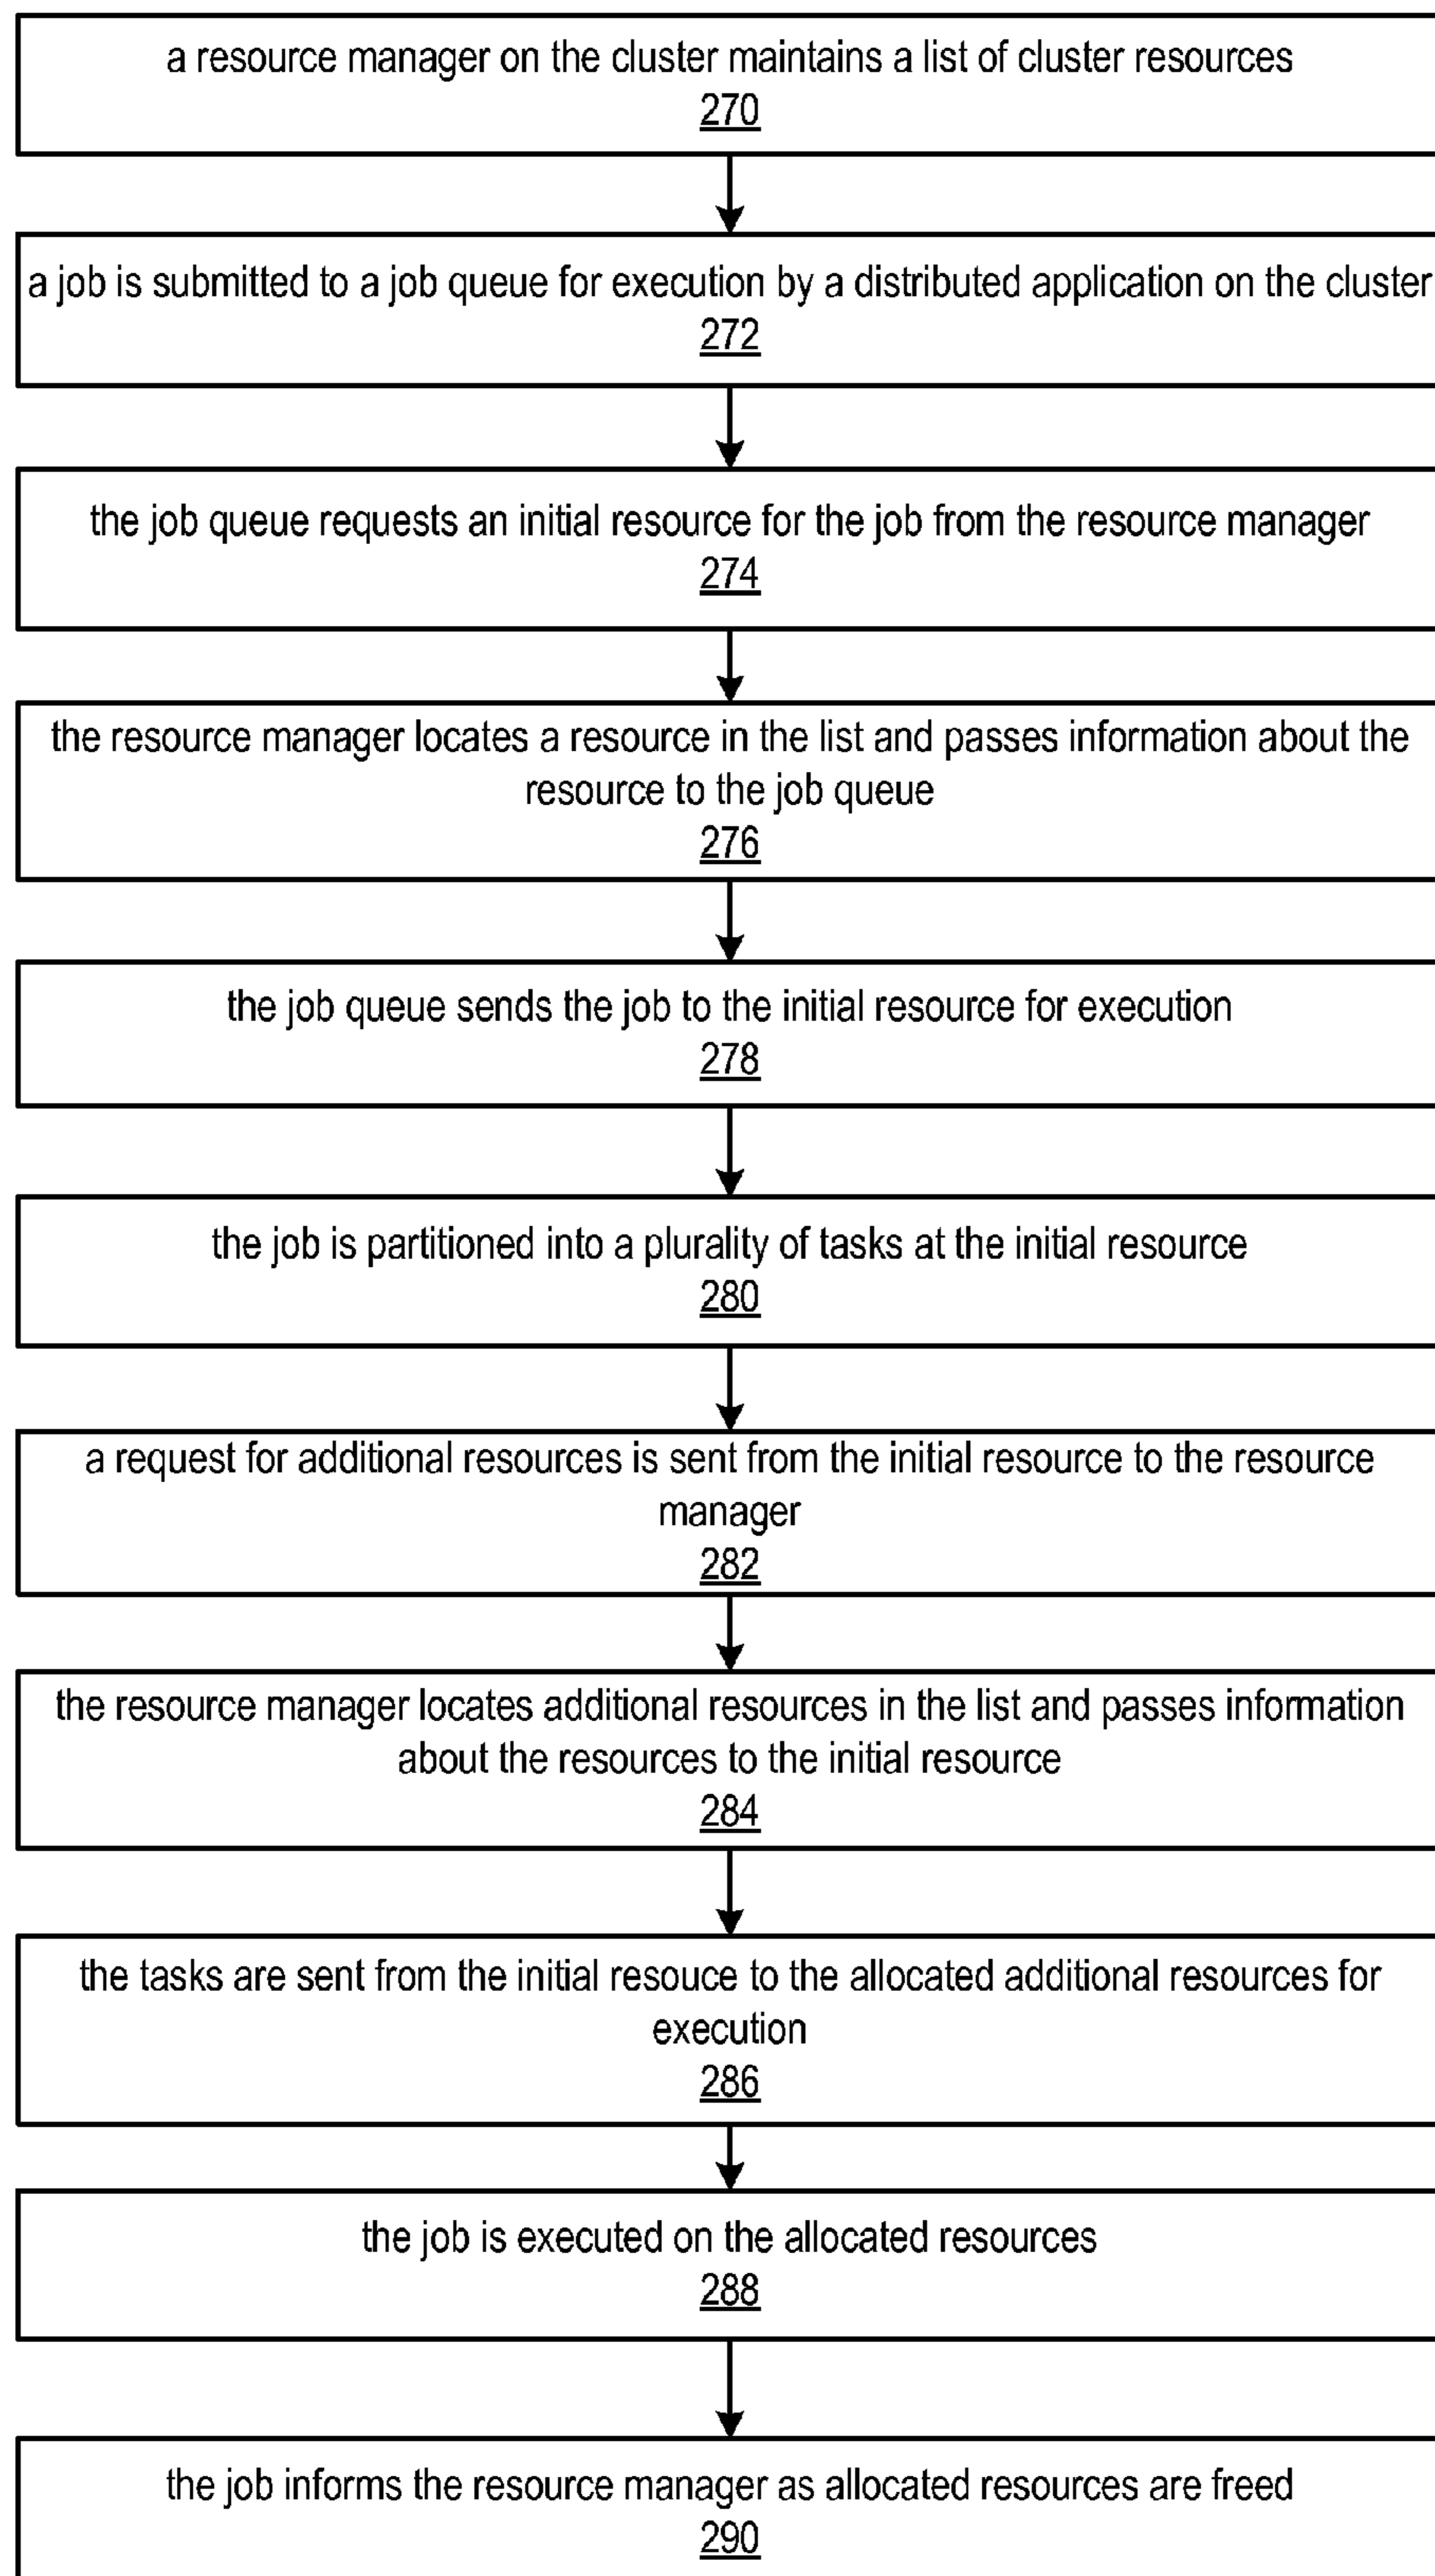 a resource manager on the cluster maintains a list of cluster resources
270
a job is submitted to a job queue for execution by a distributed application on the cluster
272
the job queue requests an initial resource for the job from the resource manager
274
the resource manager locates a resource in the list and passes information about the
resource to the job queue
276
the job queue sends the job to the initial resource for execution
278
the job is partitioned into a plurality of tasks at the initial resource
280
a request for additional resources is sent from the initial resource to the resource
manager
282
the resource manager locates additional resources in the list and passes information
about the resources to the initial resource
284
the tasks are sent from the initial resouce to the allocated additional resources for
execution
286
the job is executed on the allocated resources
288
the job informs the resource manager as allocated resources are freed
290